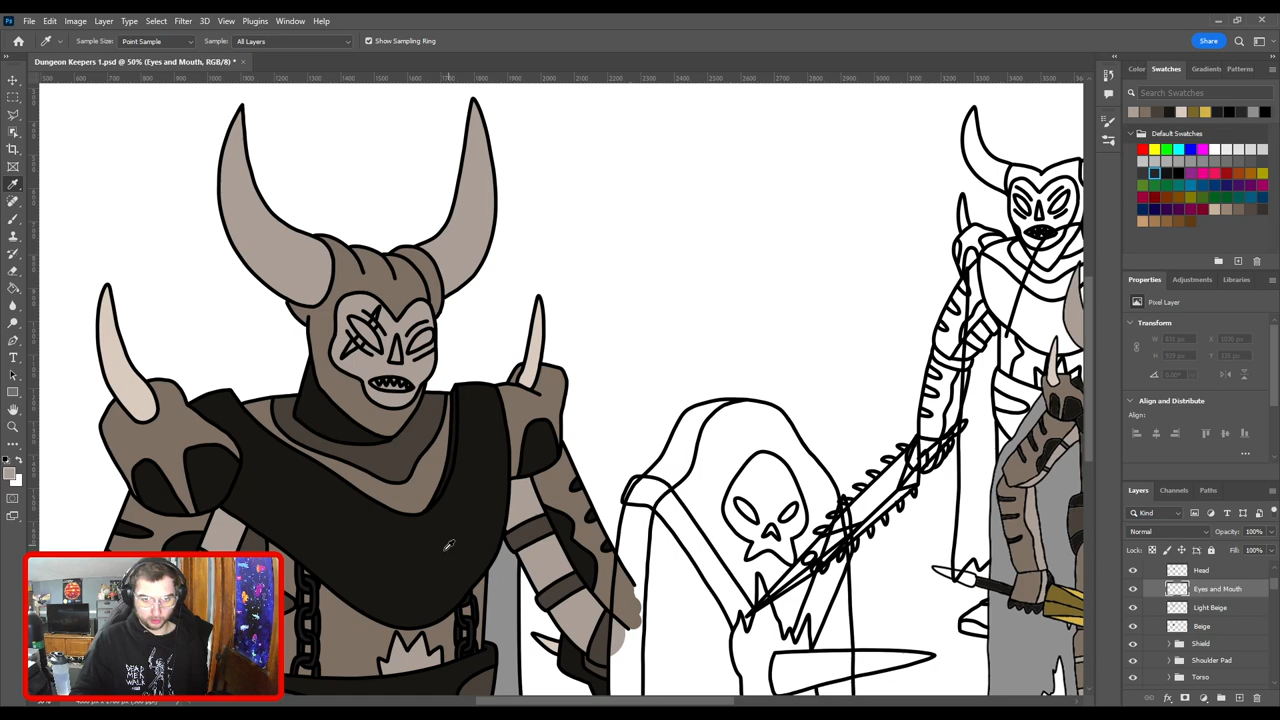 File Edit Image Layer Type Select Filter 3D View Plugins Window Help
Sample Size: Point Sample Sample: All Layers Show Sampling Ring Share
Dungeon Keepers 1.psd @ 50% (Eyes and Mouth, RGB/8) *
Color Swatches Gradients Patterns
Search Swatches
Default Swatches
Properties Adjustments Libraries
Pixel Layer
Transform
Align and Distribute
Align:
Layers Channels Paths
Kind
Normal Opacity: 100%
Lock: Fill: 100%
Head
Eyes and Mouth
Light Beige
Beige
Shield
Shoulder Pad
Torso
DEAD
MEN
WALK